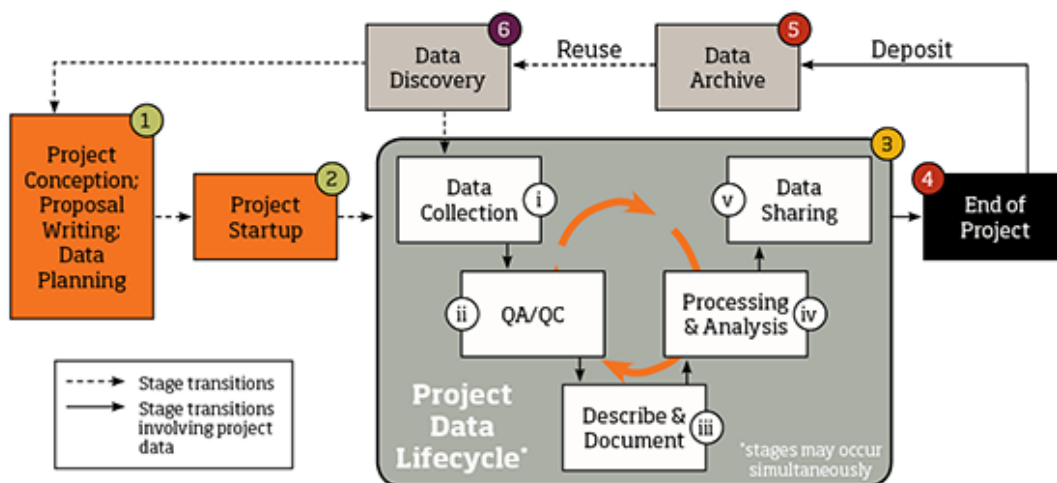 6
Data
Discovery
Reuse
5
Data
Archive
Deposit
1
Project
Conception;
Proposal
Writing;
Data
Planning
2
Project
Startup
3
Data
Collection
i
v
Data
Sharing
4
End of
Project
ii
QA/QC
Processing
& Analysis
iv
Describe &
Document
iii
Project
Data
Lifecycle*
*stages may occur
simultaneously
Stage transitions
Stage transitions
involving project
data